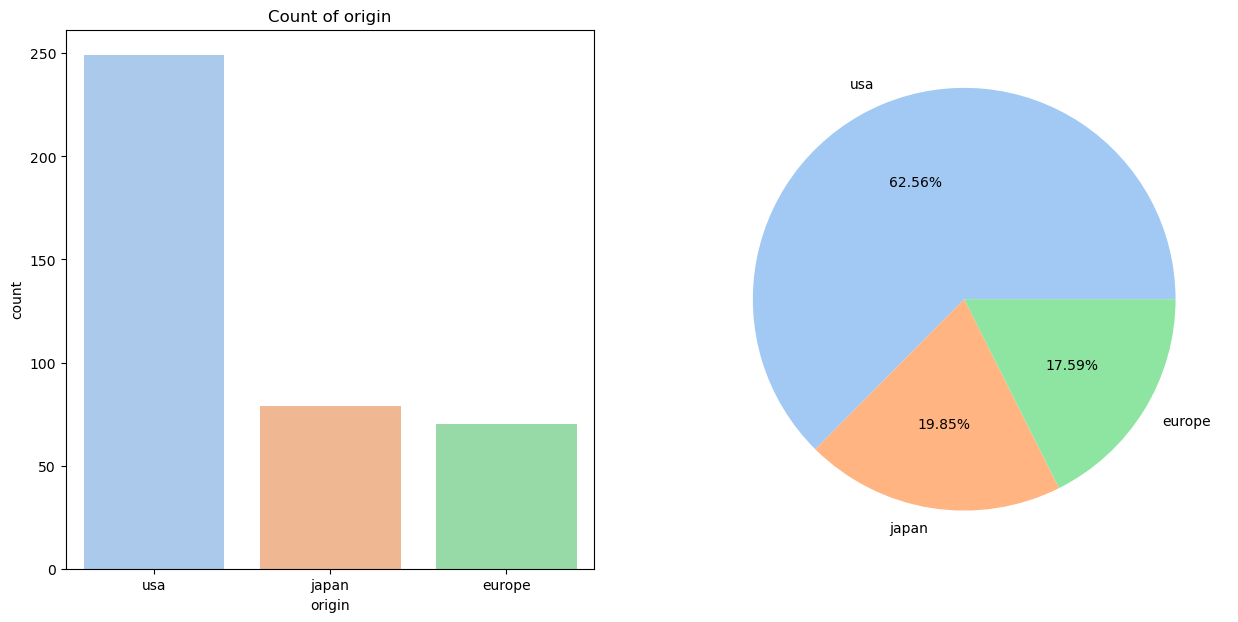 Count of origin
count
250
200
150
100
50
0
usa
japan
europe
origin
usa
62.56%
17.59%
19.85%
europe
japan